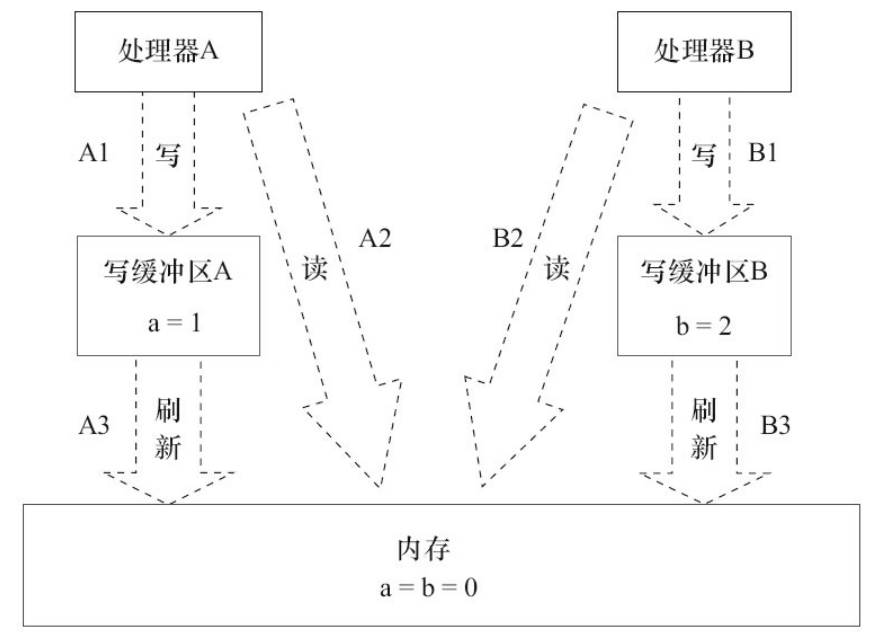 处理器A
处理器B
A1
写
写
B1
A2
B2
读
读
写缓冲区A
a = 1
写缓冲区B
b = 2
A3
刷
新
刷
新
B3
内存
a = b = 0